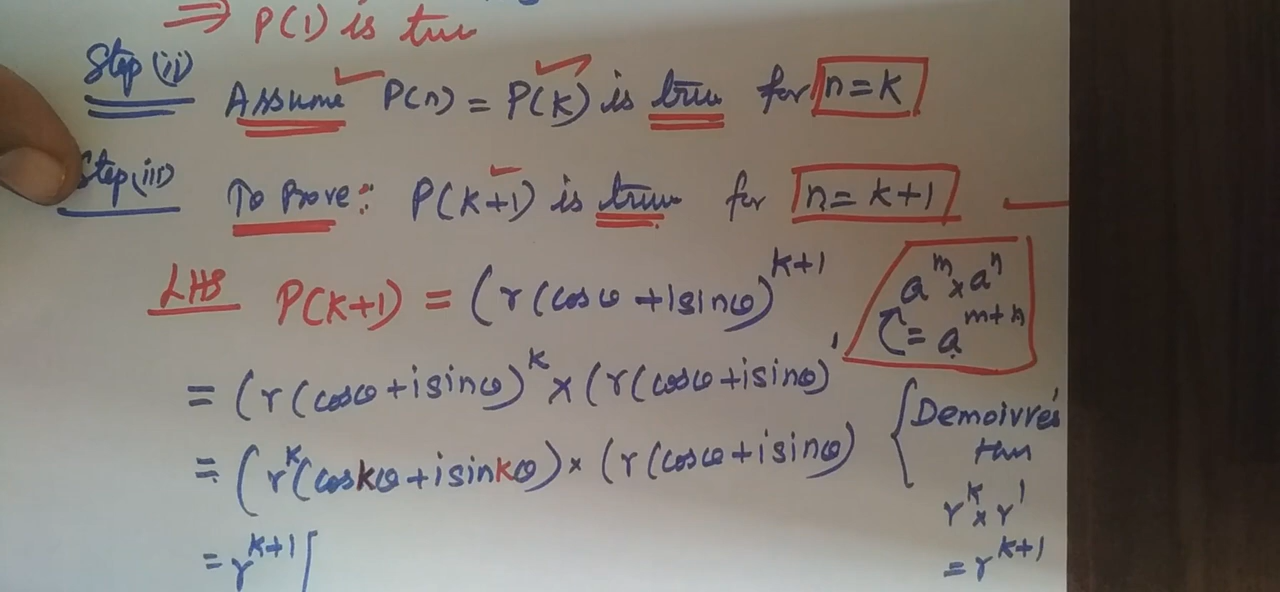 ⇒ P(1) is true
Step (ii) Assume P(n) = P(k) is true for n=k
Step (iii) To Prove: P(k+1) is true for n= k+1
LHS P(k+1) = (r(cosθ +isinθ)^k+1
a^m × a^n
= a^m+n
= (r(cosθ+isinθ)^k × (r(cosθ+isinθ)^1
= (r^k(coskθ+isinkθ) × (r(cosθ+isinθ)
Demoivre's
thm
r^k × r^1
= r^k+1
= r^k+1 [